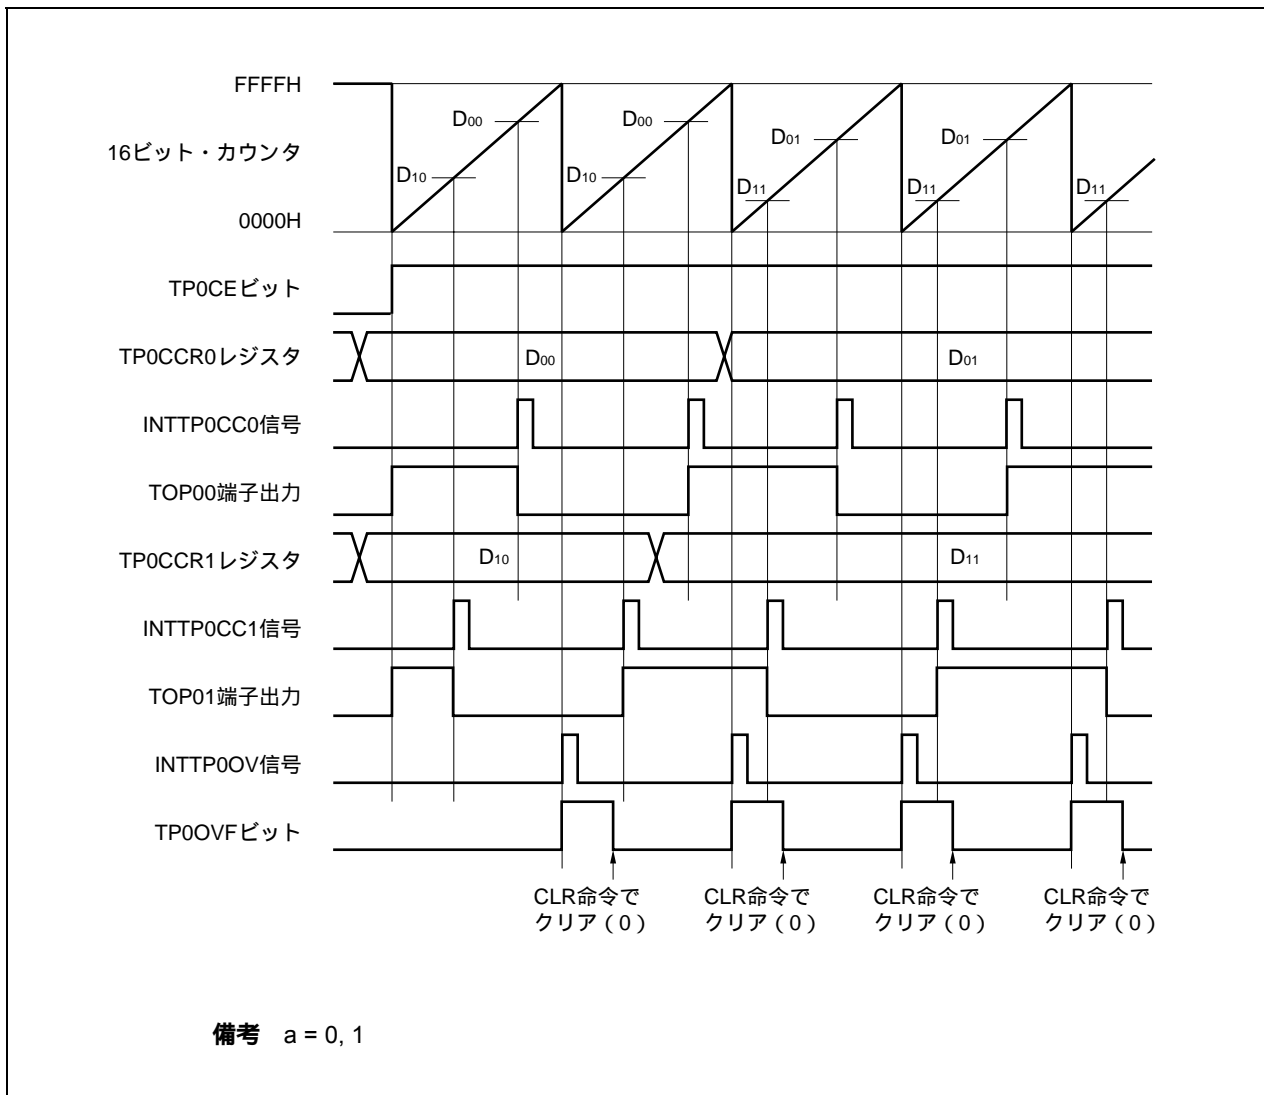 FFFFH
D00
D00
D01
D01
16ビット・カウンタ
D10
D10
D11
D11
D11
0000H
TP0CEビット
TP0CCR0レジスタ
D00
D01
INTTP0CC0信号
TOP00端子出力
TP0CCR1レジスタ
D10
D11
INTTP0CC1信号
TOP01端子出力
INTTP0OV信号
TP0OVFビット
CLR命令で
クリア（0）
CLR命令で
クリア（0）
CLR命令で
クリア（0）
CLR命令で
クリア（0）
備考 a = 0, 1